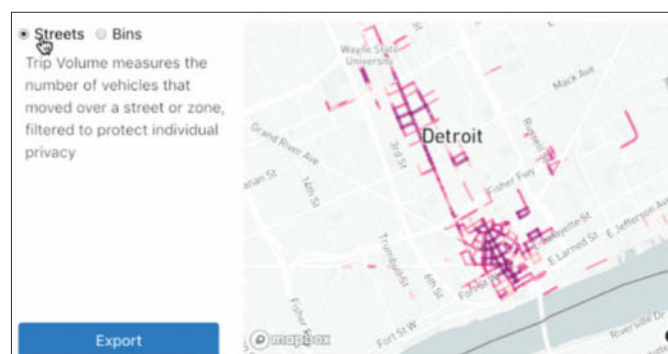 Streets Bins
Trip Volume measures the
number of vehicles that
moved over a street or zone,
filtered to protect individual
privacy
Export
Wayne State
University
Mack Ave
Detroit
Grand River Ave
3rd St
14th St
Fisher Fwy
Trumbull St
6th St
E Jefferson Ave
E Larned St
Fort St W
Fort St W
Riverside Dr
mapbox